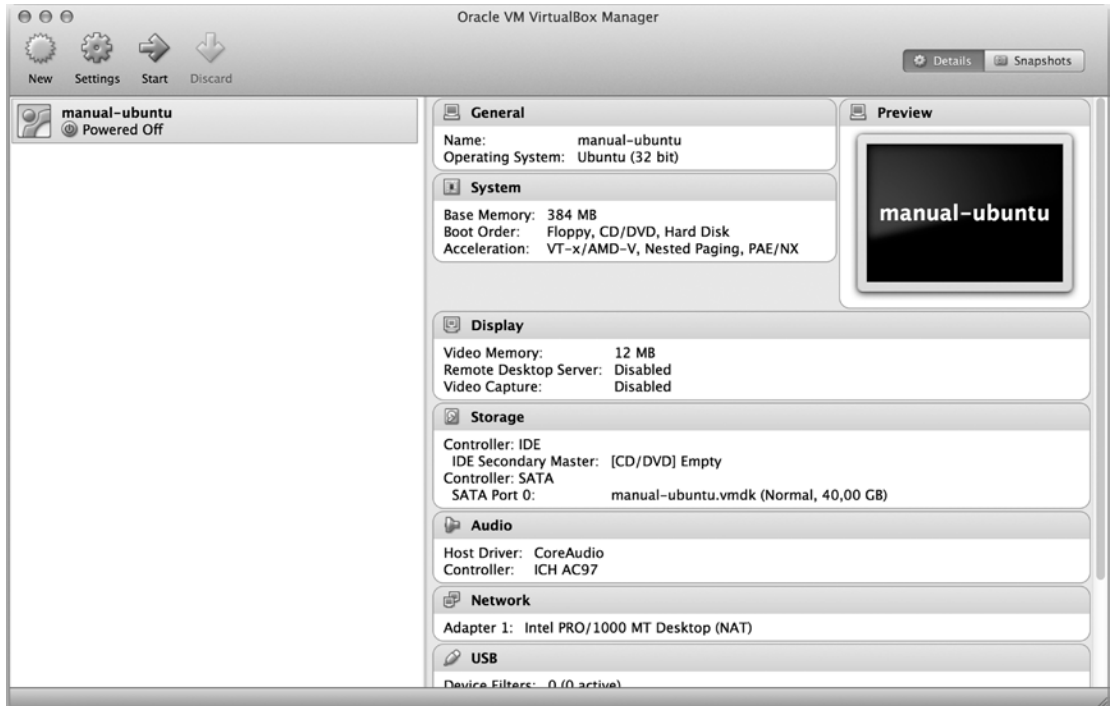 Oracle VM VirtualBox Manager
New
Settings
Start
Discard
Details
Snapshots
manual-ubuntu
Powered Off
General
Name: manual-ubuntu
Operating System: Ubuntu (32 bit)
System
Base Memory: 384 MB
Boot Order: Floppy, CD/DVD, Hard Disk
Acceleration: VT-x/AMD-V, Nested Paging, PAE/NX
Preview
manual-ubuntu
Display
Video Memory: 12 MB
Remote Desktop Server: Disabled
Video Capture: Disabled
Storage
Controller: IDE
IDE Secondary Master: [CD/DVD] Empty
Controller: SATA
SATA Port 0: manual-ubuntu.vmdk (Normal, 40,00 GB)
Audio
Host Driver: CoreAudio
Controller: ICH AC97
Network
Adapter 1: Intel PRO/1000 MT Desktop (NAT)
USB
Device Filters: 0 (0 active)